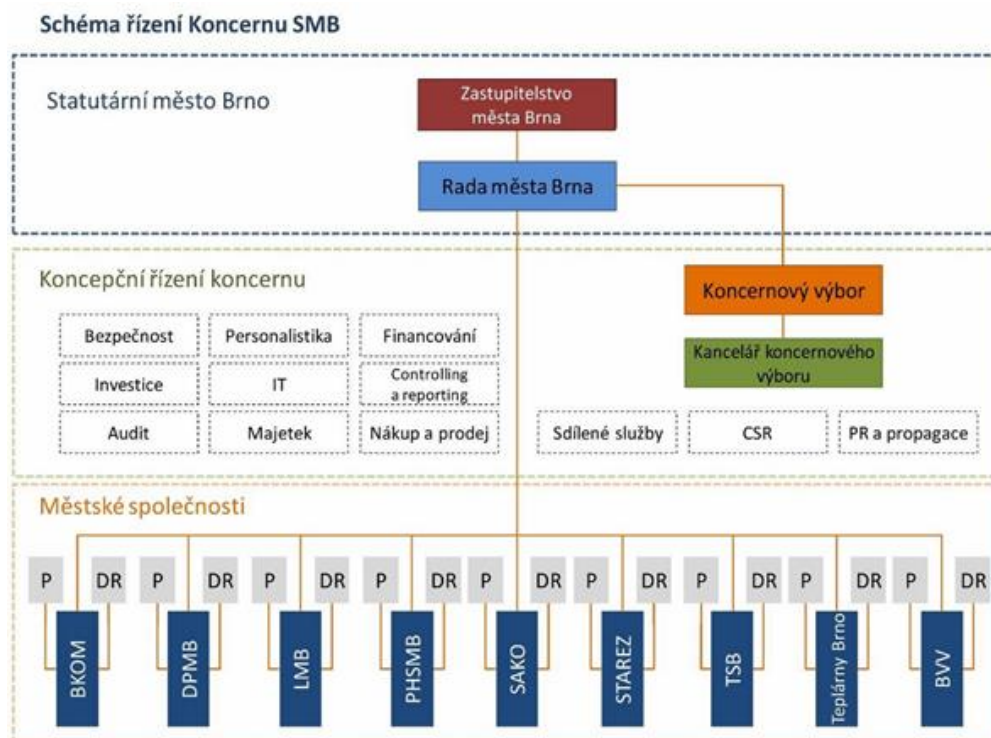 Schéma řízení Koncernu SMB
Statutární město Brno
Zastupitelstvo
města Brna
Rada města Brna
Koncepční řízení koncernu
Koncernový výbor
Kancelář koncernového
výboru
Bezpečnost
Personalistika
Financování
Investice
IT
Controlling
a reporting
Audit
Majetek
Nákup a prodej
Sdílené služby
CSR
PR a propagace
Městské společnosti
P
DR
P
DR
P
DR
P
DR
P
DR
P
DR
P
DR
P
DR
P
DR
BKOM
DPMB
LMB
PHSMB
SAKO
STAREZ
TSB
Teplárny Brno
BVV